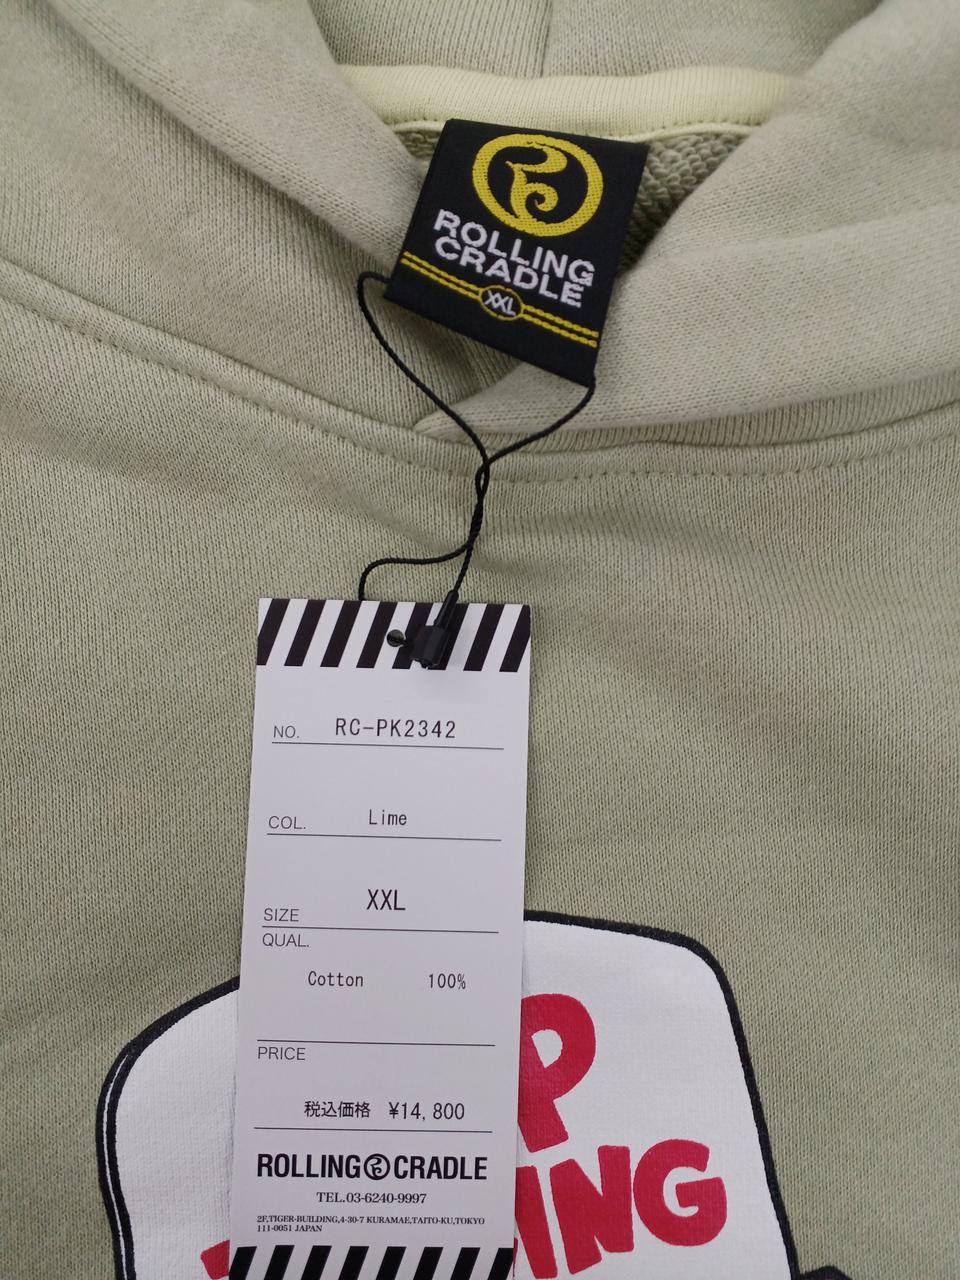 ROLLING
CRADLE
XXL
NO. RC-PK2342
COL. Lime
SIZE XXL
QUAL.
Cotton 100%
PRICE
税込価格 ¥14,800
ROLLING CRADLE
TEL.03-6240-9997
2F,TIGER-BUILDING,4-30-7 KURAMAE,TAITO-KU,TOKYO
111-0051 JAPAN
P
ING